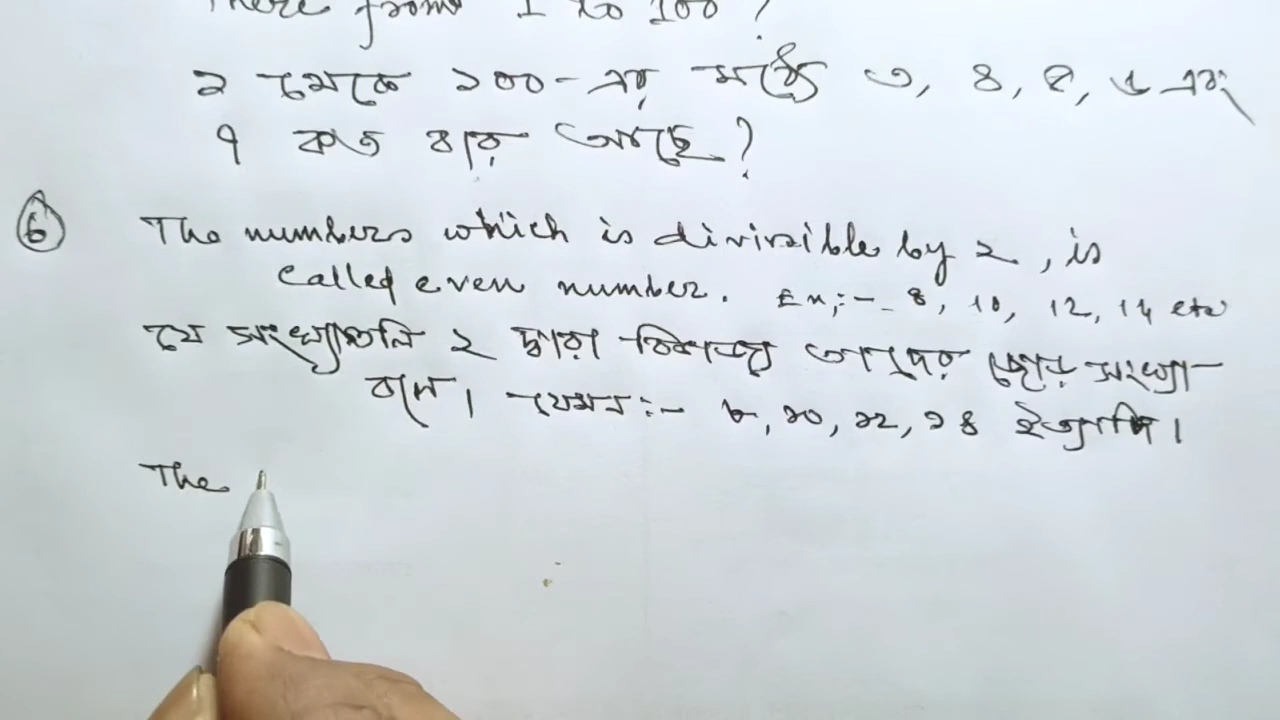 There from 1 to 100?
১ থেকে ১০০-এর মধ্যে ৩, ৪, ৫, ৬ এবং
৭ কত বার আছে?
6 The numbers which is divisible by 2, is
called even number. Ex;- 8, 10, 12, 14 etc
যে সংখ্যাগুলি ২ দ্বারা বিভাজ্য তাদের জোড় সংখ্যা
বলে। যেমন:- ৮, ১০, ১২, ১৪ ইত্যাদি।
The